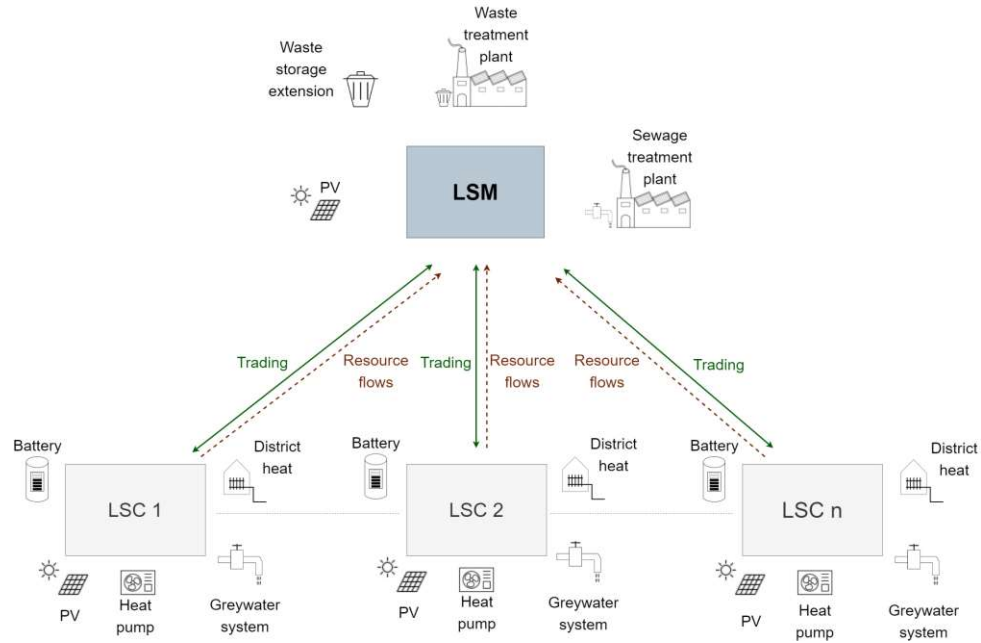 Waste
treatment
plant
Waste
storage
extension
Sewage
treatment
plant
LSM
PV
Trading
Resource
flows
Trading
Resource
flows
Resource
flows
Trading
Battery
District
heat
LSC 1
PV
Heat
pump
Greywater
system
Battery
District
heat
LSC 2
PV
Heat
pump
Greywater
system
Battery
District
heat
LSC n
PV
Heat
pump
Greywater
system